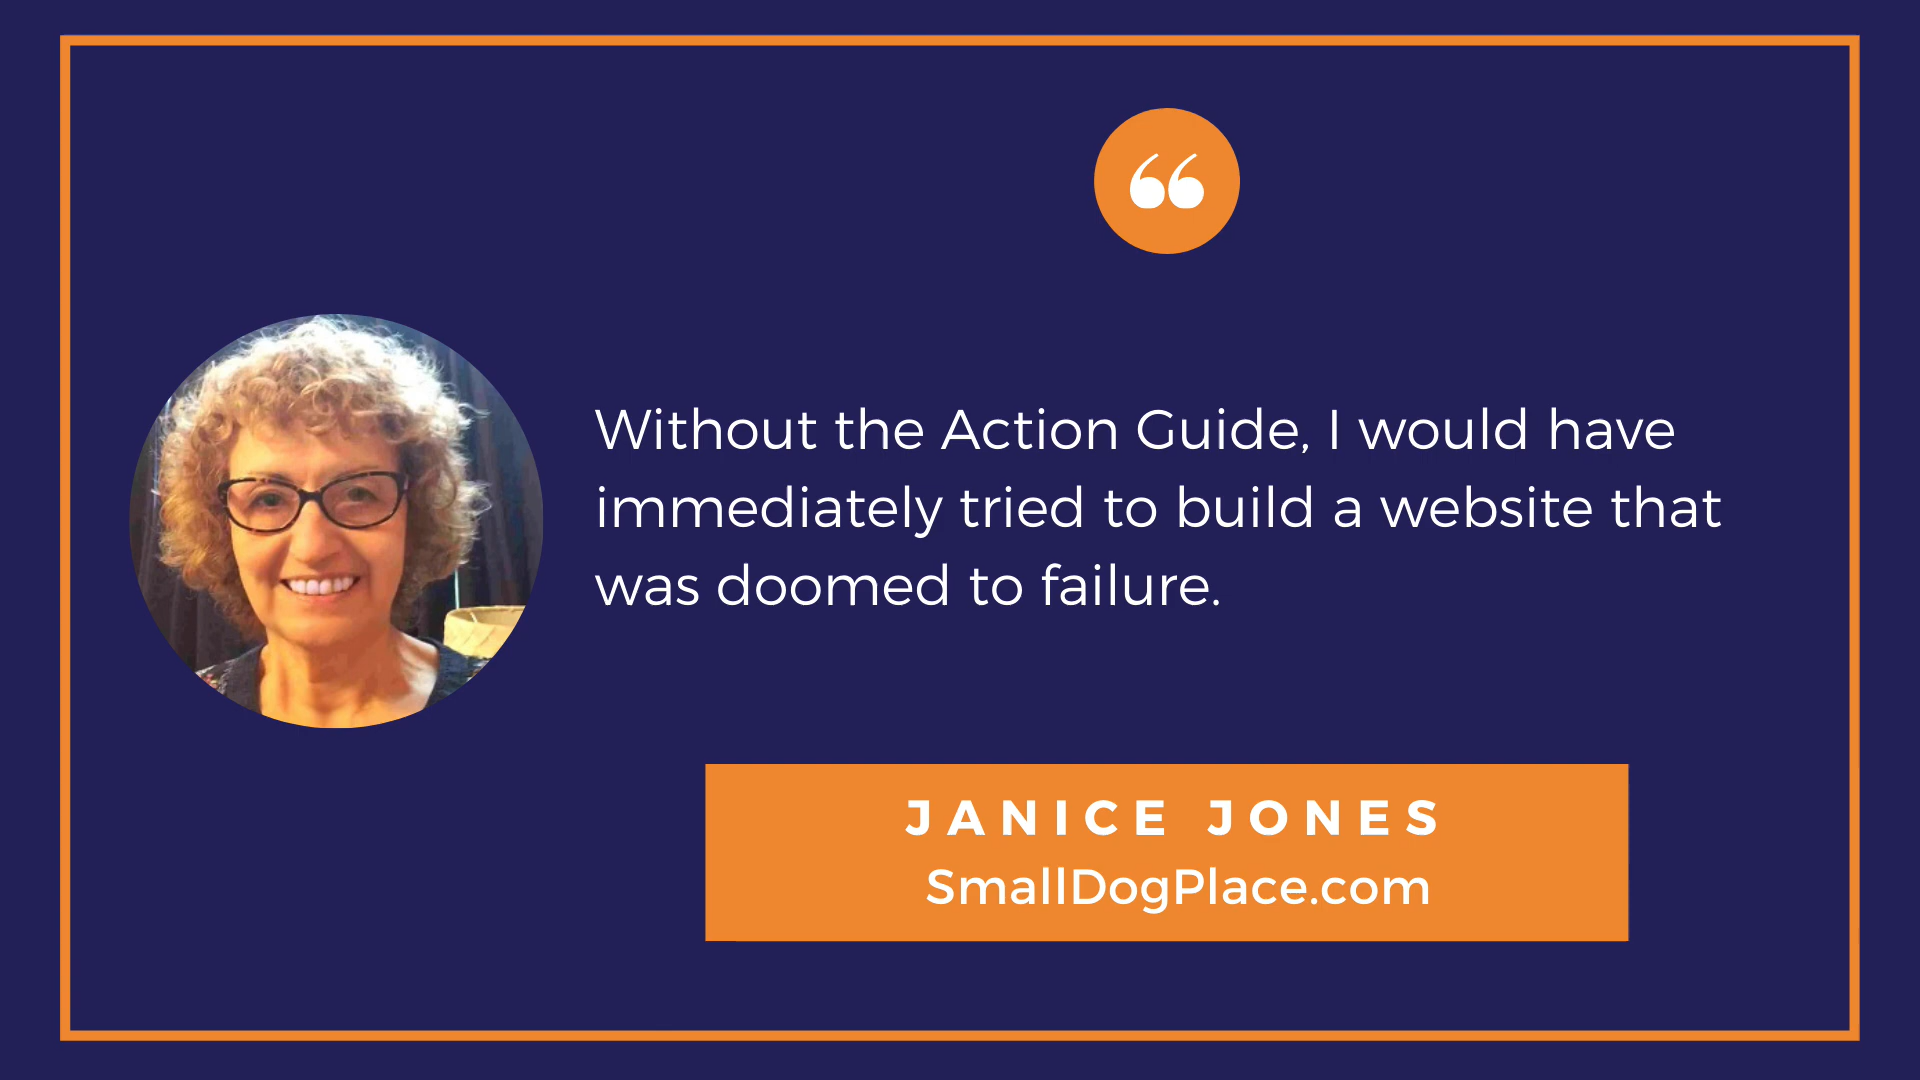 Without the Action Guide, I would have
immediately tried to build a website that
was doomed to failure.
JANICE JONES
SmallDogPlace.com